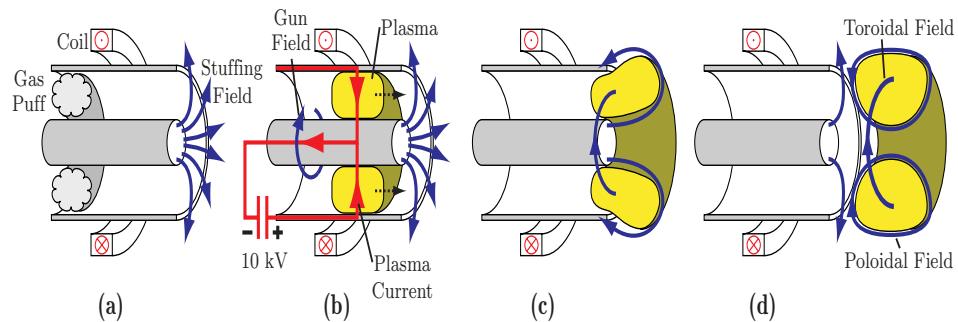 Coil
Gas
Puff
Stuffing
Field
Gun
Field
Plasma
- +
10 kV
Plasma
Current
Toroidal Field
Poloidal Field
(a)
(b)
(c)
(d)